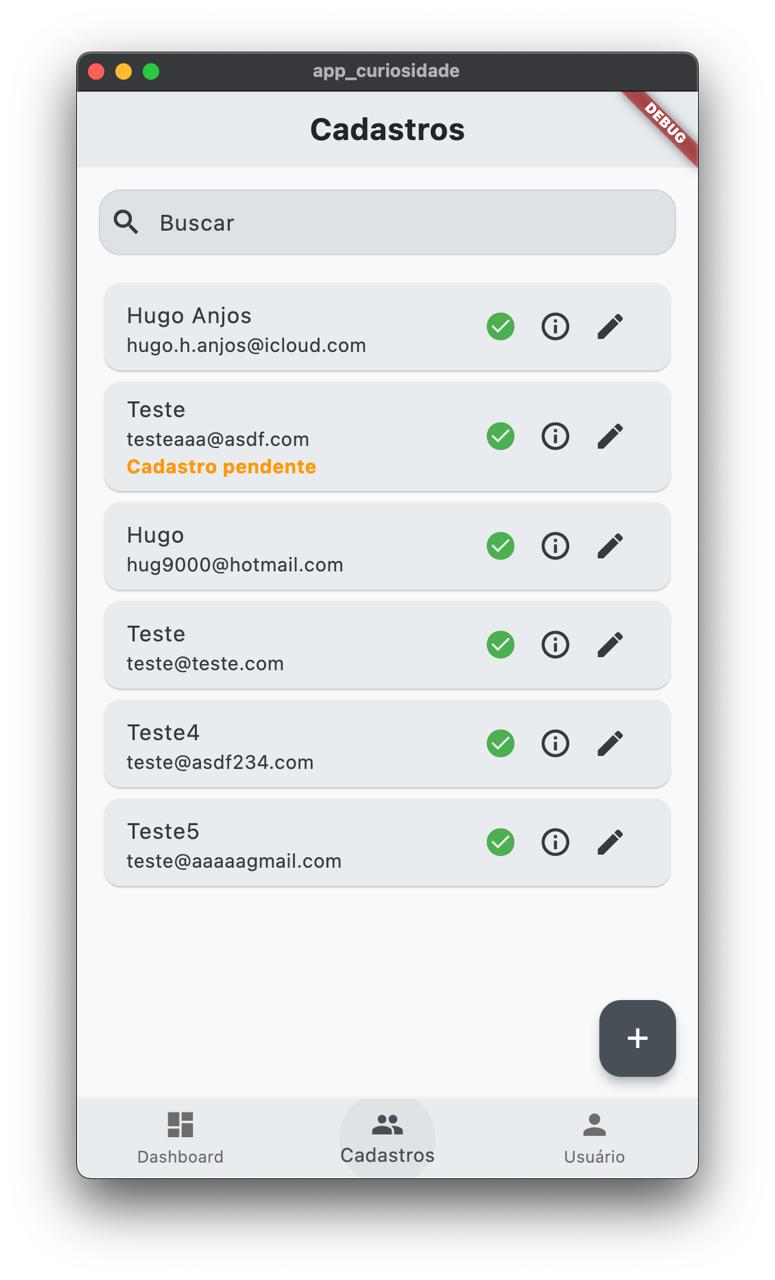 app_curiosidade
Cadastros
DEBUG
Buscar
Hugo Anjos
hugo.h.anjos@icloud.com
Teste
testeaaa@asdf.com
Cadastro pendente
Hugo
hug9000@hotmail.com
Teste
teste@teste.com
Teste4
teste@asdf234.com
Teste5
teste@aaaaagmail.com
Dashboard
Cadastros
Usuário